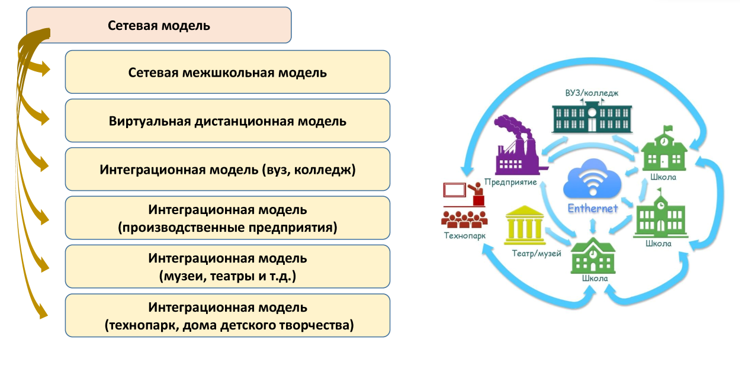 Сетевая модель
Сетевая межшкольная модель
Виртуальная дистанционная модель
Интеграционная модель (вуз, колледж)
Интеграционная модель
(производственные предприятия)
Интеграционная модель
(музеи, театры и т.д.)
Интеграционная модель
(технопарк, дома детского творчества)
ВУЗ/колледж
Предприятие
Школа
Enthernet
Технопарк
Театр/музей
Школа
Школа